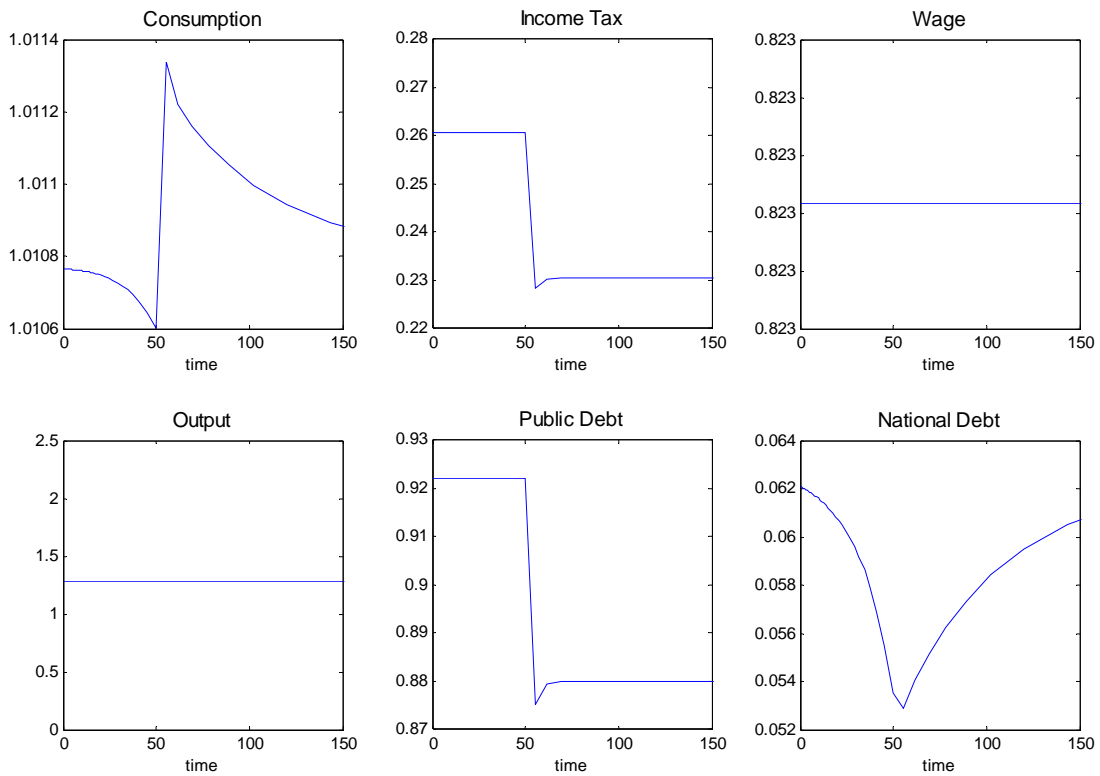 Consumption
1.0114
1.0112
1.011
1.0108
1.0106
0 50 100 150
time
Income Tax
0.28
0.27
0.26
0.25
0.24
0.23
0.22
0 50 100 150
time
Wage
0.823
0.823
0.823
0.823
0.823
0.823
0 50 100 150
time
Output
2.5
2
1.5
1
0.5
0
0 50 100 150
time
Public Debt
0.93
0.92
0.91
0.9
0.89
0.88
0.87
0 50 100 150
time
National Debt
0.064
0.062
0.06
0.058
0.056
0.054
0.052
0 50 100 150
time